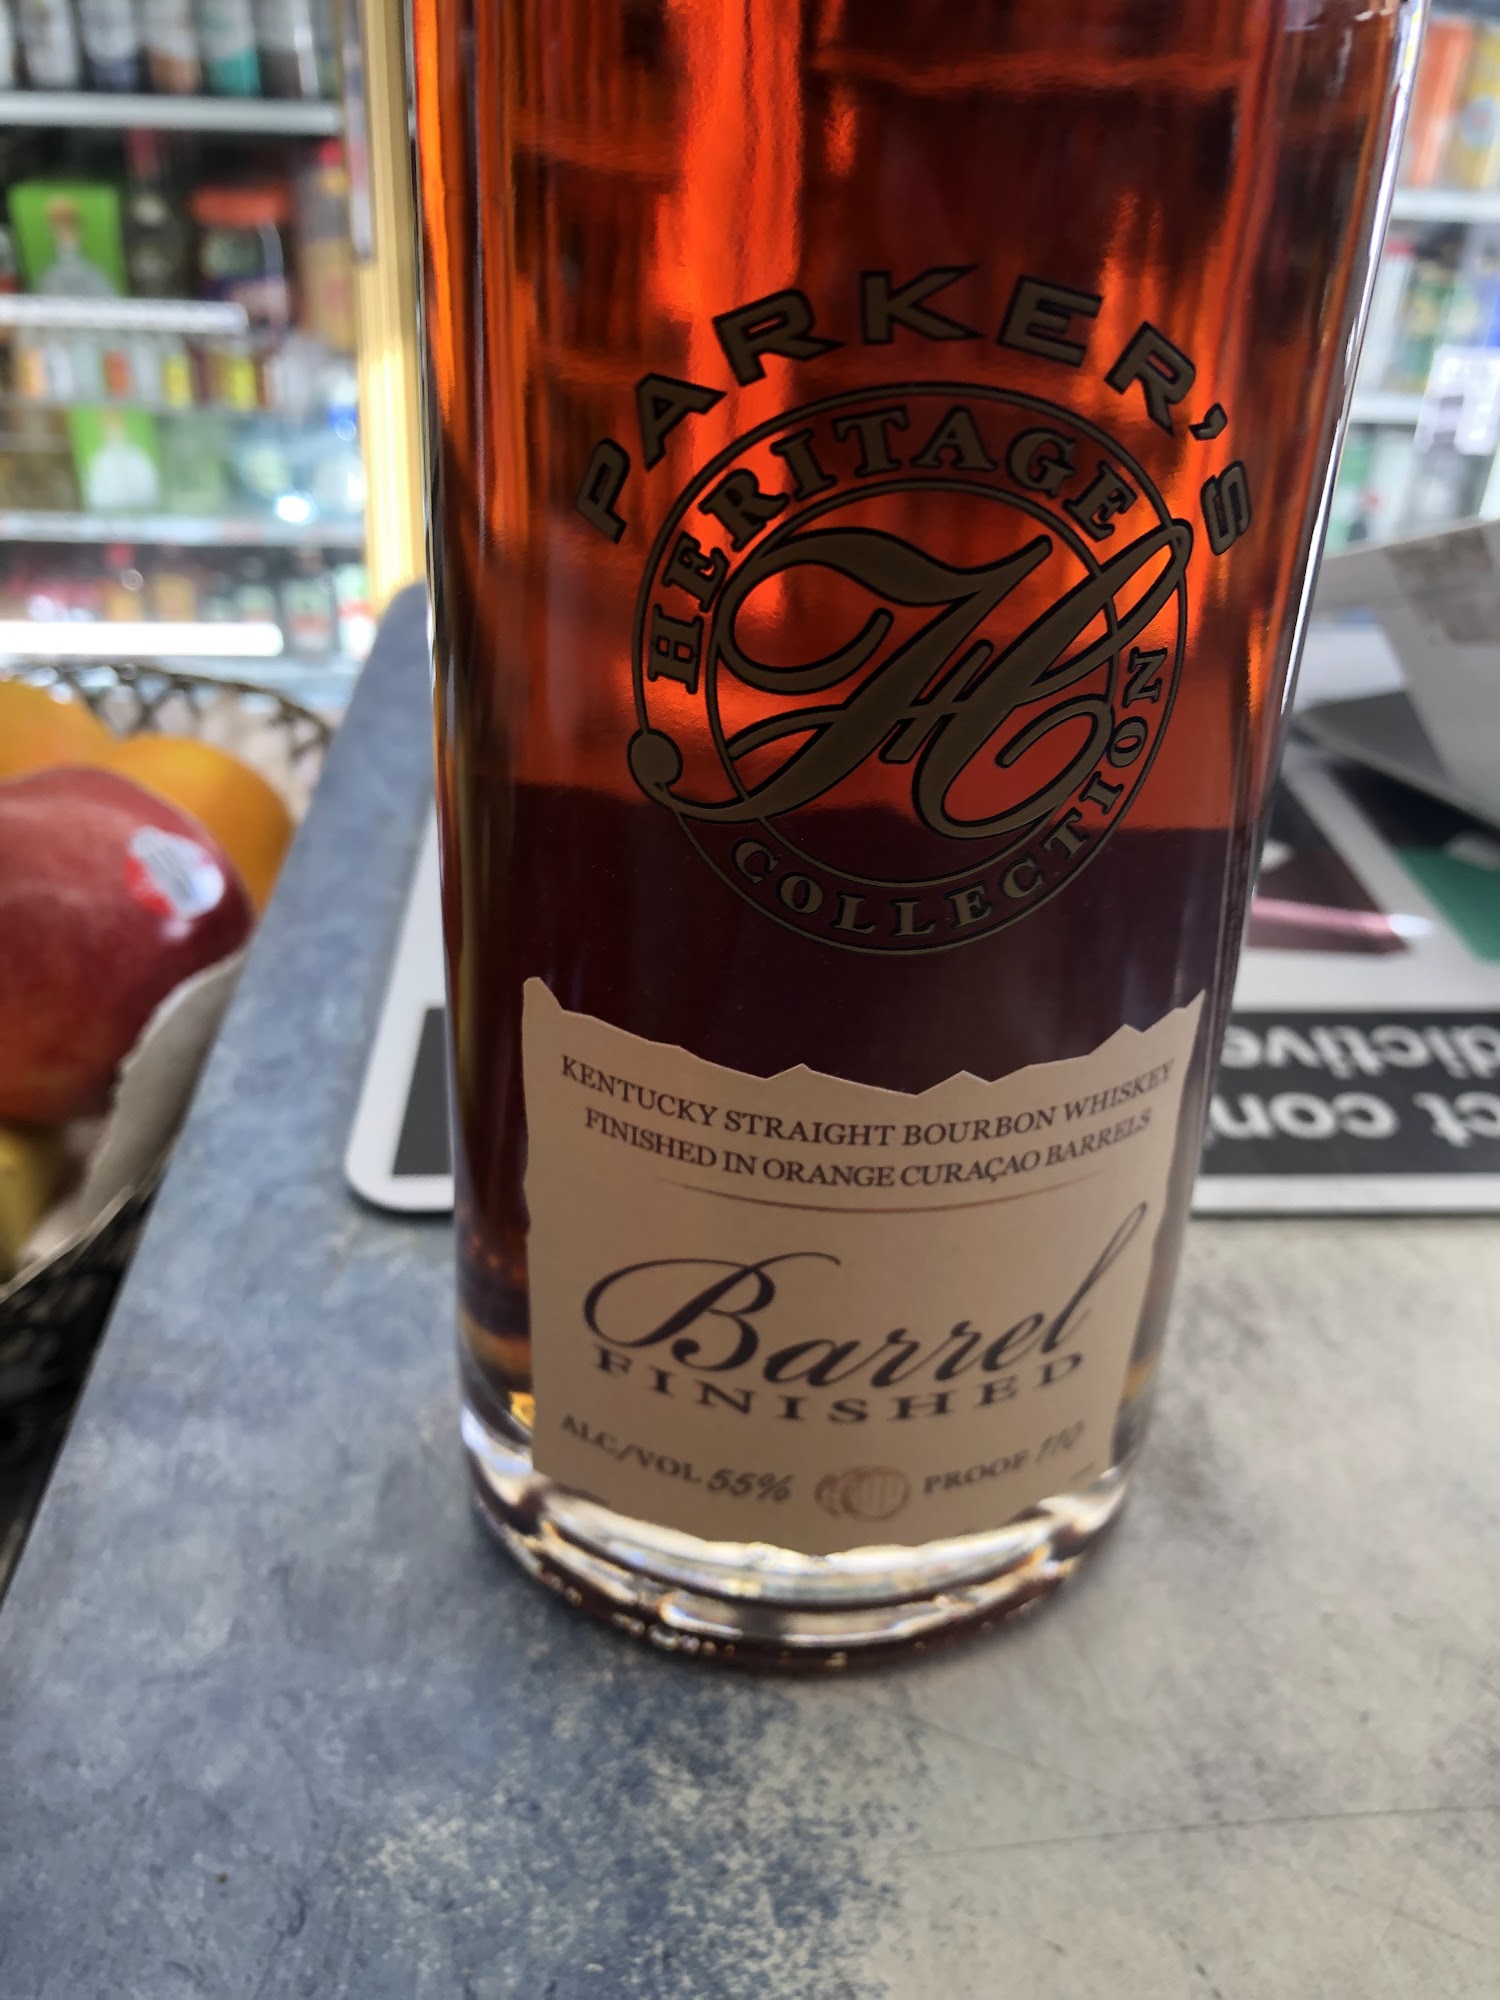 PARKER'S
HERITAGE
H
COLLECTION
KENTUCKY STRAIGHT BOURBON WHISKEY
FINISHED IN ORANGE CURAÇAO BARRELS
Barrel
FINISHED
ALC/VOL 55% PROOF 110